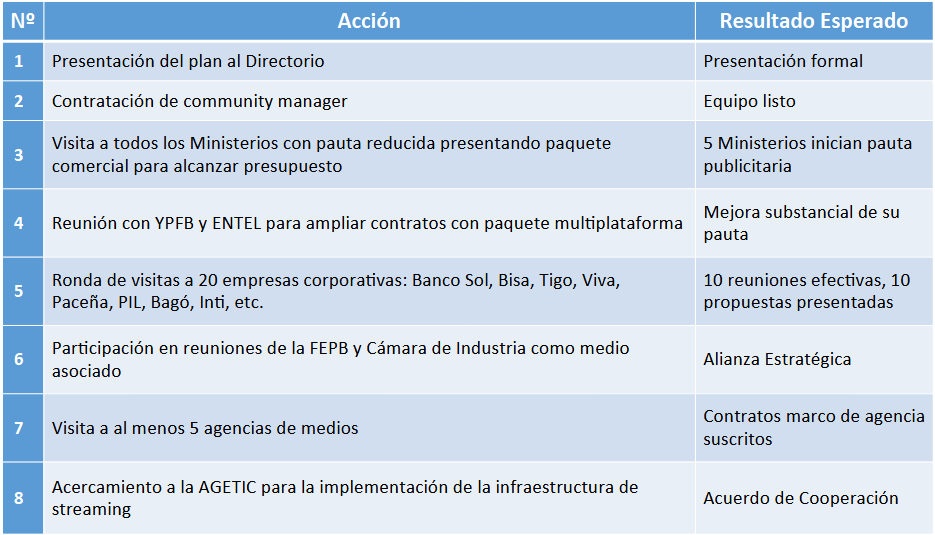 Nº Acción Resultado Esperado
1 Presentación del plan al Directorio Presentación formal
2 Contratación de community manager Equipo listo
3 Visita a todos los Ministerios con pauta reducida presentando paquete
comercial para alcanzar presupuesto
5 Ministerios inician pauta
publicitaria
4 Reunión con YPFB y ENTEL para ampliar contratos con paquete multiplataforma
Mejora substancial de su
pauta
5 Ronda de visitas a 20 empresas corporativas: Banco Sol, Bisa, Tigo, Viva,
Paceña, PIL, Bagó, Inti, etc.
10 reuniones efectivas, 10
propuestas presentadas
6 Participación en reuniones de la FEPB y Cámara de Industria como medio
asociado
Alianza Estratégica
7 Visita a al menos 5 agencias de medios
Contratos marco de agencia
suscritos
8 Acercamiento a la AGETIC para la implementación de la infraestructura de
streaming
Acuerdo de Cooperación